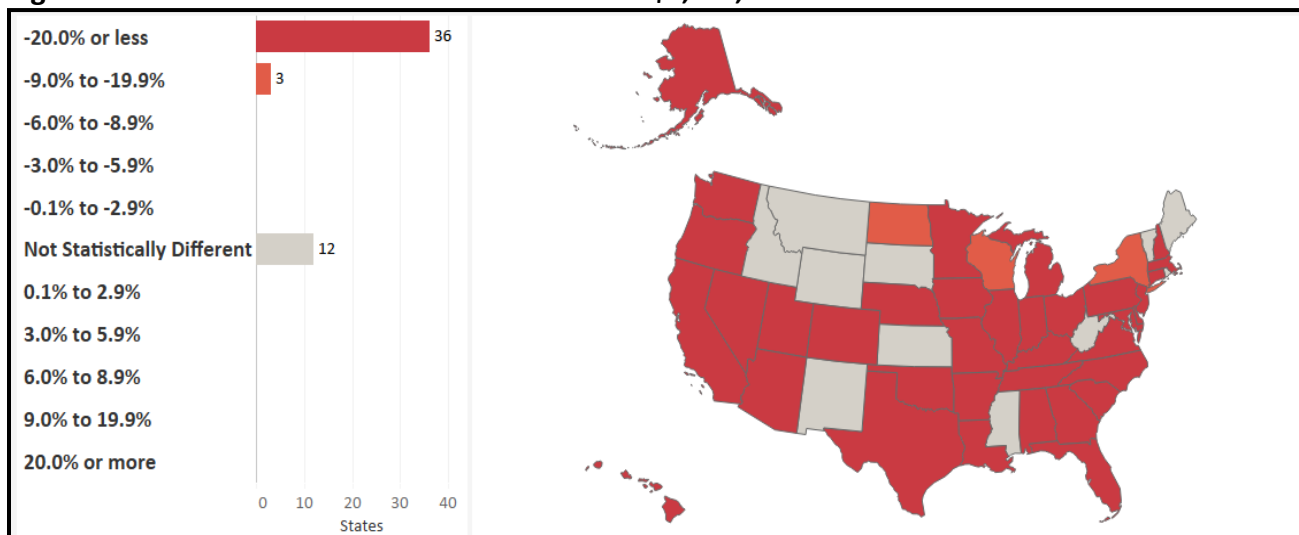 -20.0% or less
36
-9.0% to -19.9%
3
-6.0% to -8.9%
-3.0% to -5.9%
-0.1% to -2.9%
Not Statistically Different
12
0.1% to 2.9%
3.0% to 5.9%
6.0% to 8.9%
9.0% to 19.9%
20.0% or more
0 10 20 30 40
States